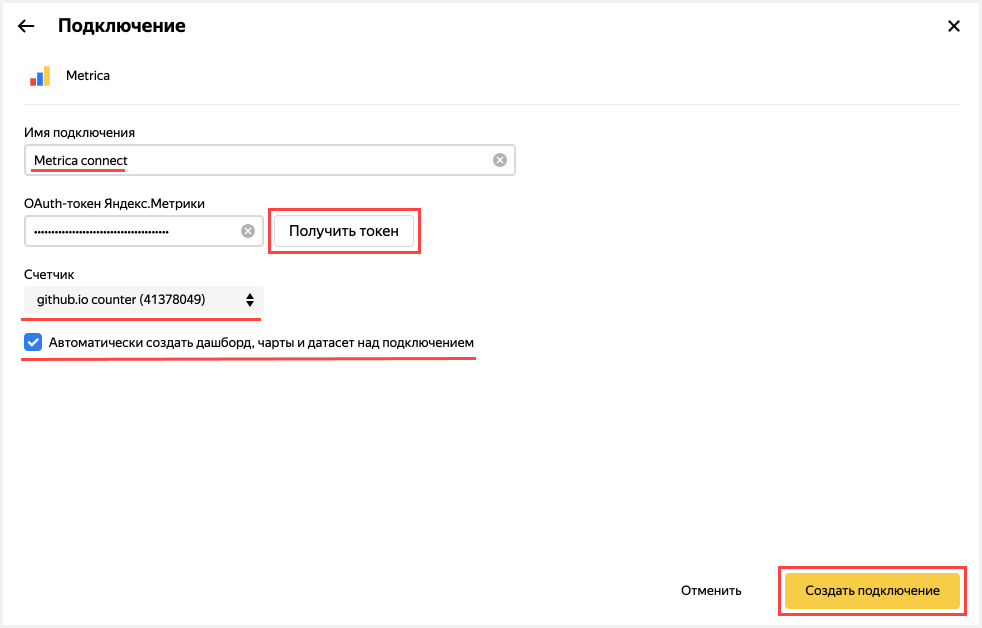 Подключение
Metrica
Имя подключения
Metrica connect
OAuth-токен Яндекс.Метрики
Получить токен
Счетчик
github.io counter (41378049)
Автоматически создать дашборд, чарты и датасет над подключением
Отменить
Создать подключение